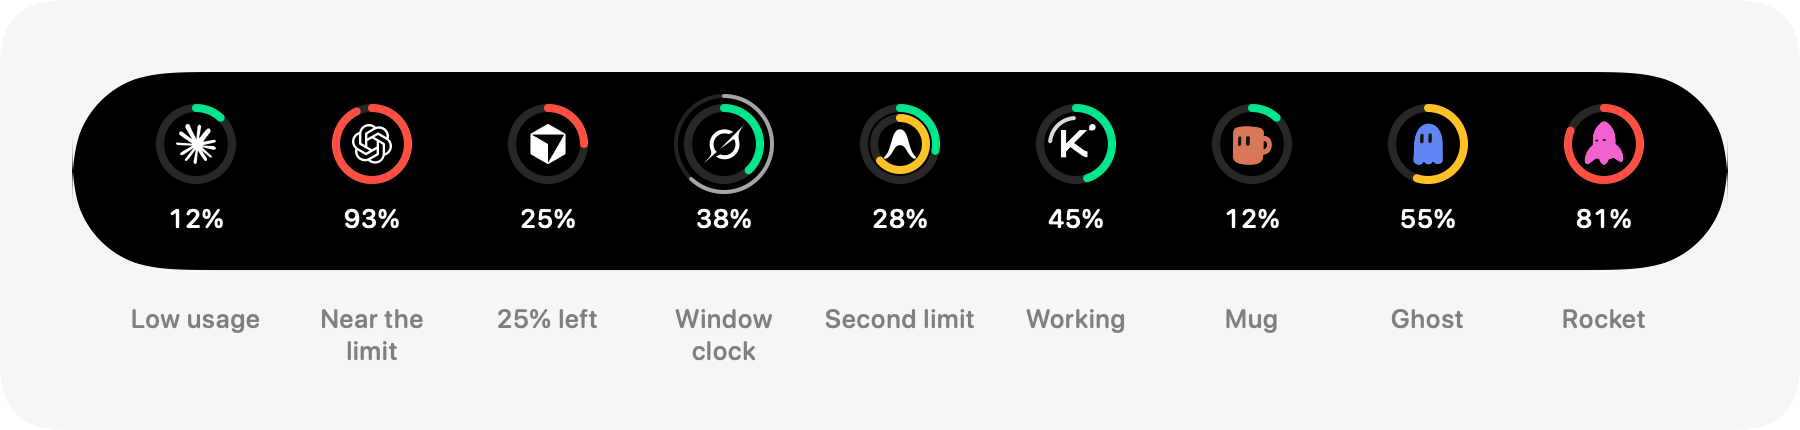 12% 93% 25% 38% 28% 45% 12% 55% 81%
Low usage Near the 25% left Window Second limit Working Mug Ghost Rocket
limit clock